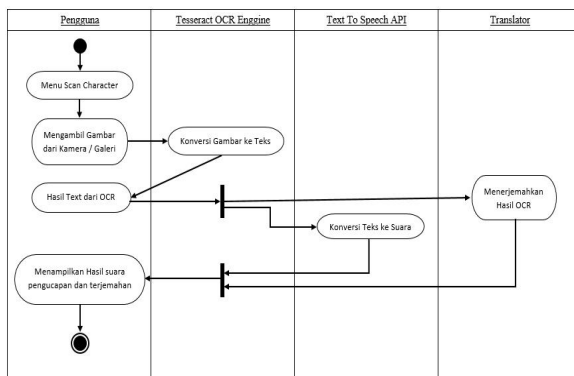 Pengguna
Tesseract OCR Enggine
Text To Speech API
Translator
Menu Scan Character
Mengambil Gambar
dari Kamera / Galeri
Konversi Gambar ke Teks
Hasil Text dari OCR
Menerjemahkan
Hasil OCR
Konversi Teks ke Suara
Menampilkan Hasil suara
pengucapan dan terjemahan